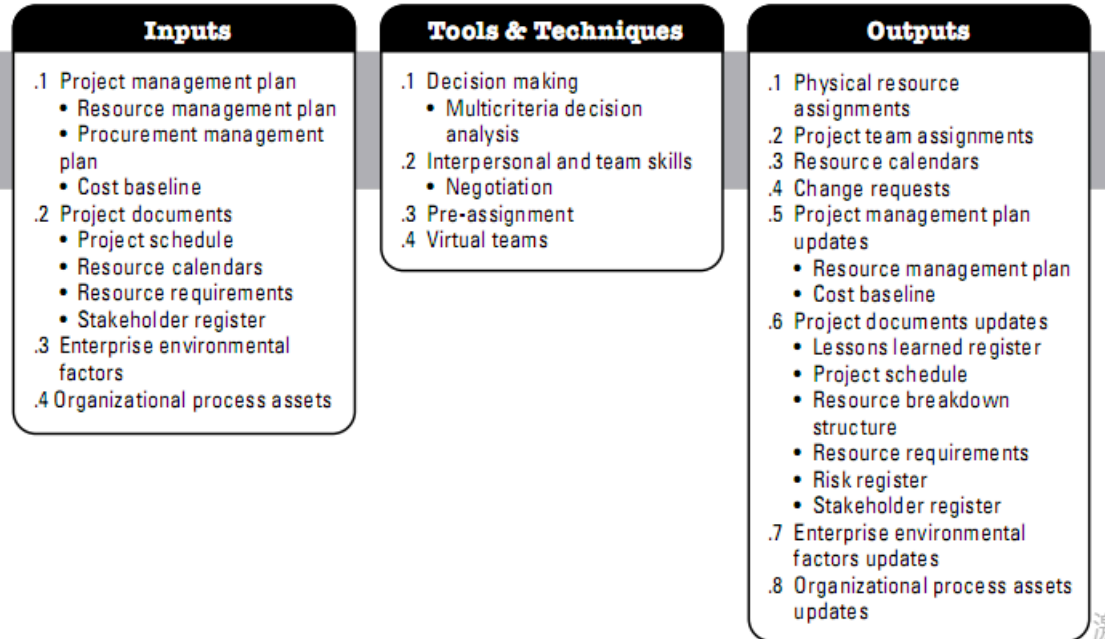 Inputs
.1 Project management plan
• Resource management plan
• Procurement management
plan
• Cost baseline
.2 Project documents
• Project schedule
• Resource calendars
• Resource requirements
• Stakeholder register
.3 Enterprise environmental
factors
.4 Organizational process assets
Tools & Techniques
.1 Decision making
• Multicriteria decision
analysis
.2 Interpersonal and team skills
• Negotiation
.3 Pre-assignment
.4 Virtual teams
Outputs
.1 Physical resource
assignments
.2 Project team assignments
.3 Resource calendars
.4 Change requests
.5 Project management plan
updates
• Resource management plan
• Cost baseline
.6 Project documents updates
• Lessons learned register
• Project schedule
• Resource breakdown
structure
• Resource requirements
• Risk register
• Stakeholder register
.7 Enterprise environmental
factors updates
.8 Organizational process assets
updates